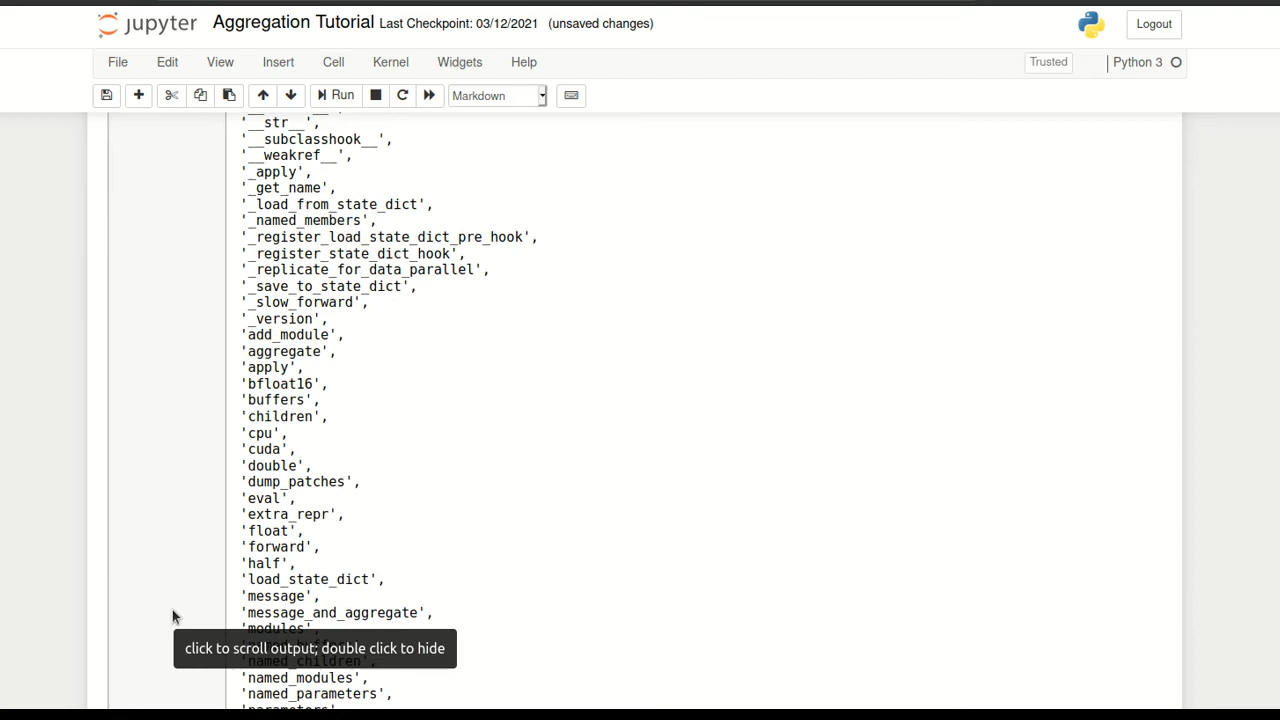 jupyter Aggregation Tutorial Last Checkpoint: 03/12/2021 (unsaved changes) Logout
File Edit View Insert Cell Kernel Widgets Help Trusted Python 3
Run Markdown
'__str__',
'__subclasshook__',
'__weakref__',
'_apply',
'_get_name',
'_load_from_state_dict',
'_named_members',
'_register_load_state_dict_pre_hook',
'_register_state_dict_hook',
'_replicate_for_data_parallel',
'_save_to_state_dict',
'_slow_forward',
'_version',
'add_module',
'aggregate',
'apply',
'bfloat16',
'buffers',
'children',
'cpu',
'cuda',
'double',
'dump_patches',
'eval',
'extra_repr',
'float',
'forward',
'half',
'load_state_dict',
'message',
'message_and_aggregate',
'modules',
click to scroll output; double click to hide
'named_children',
'named_modules',
'named_parameters',